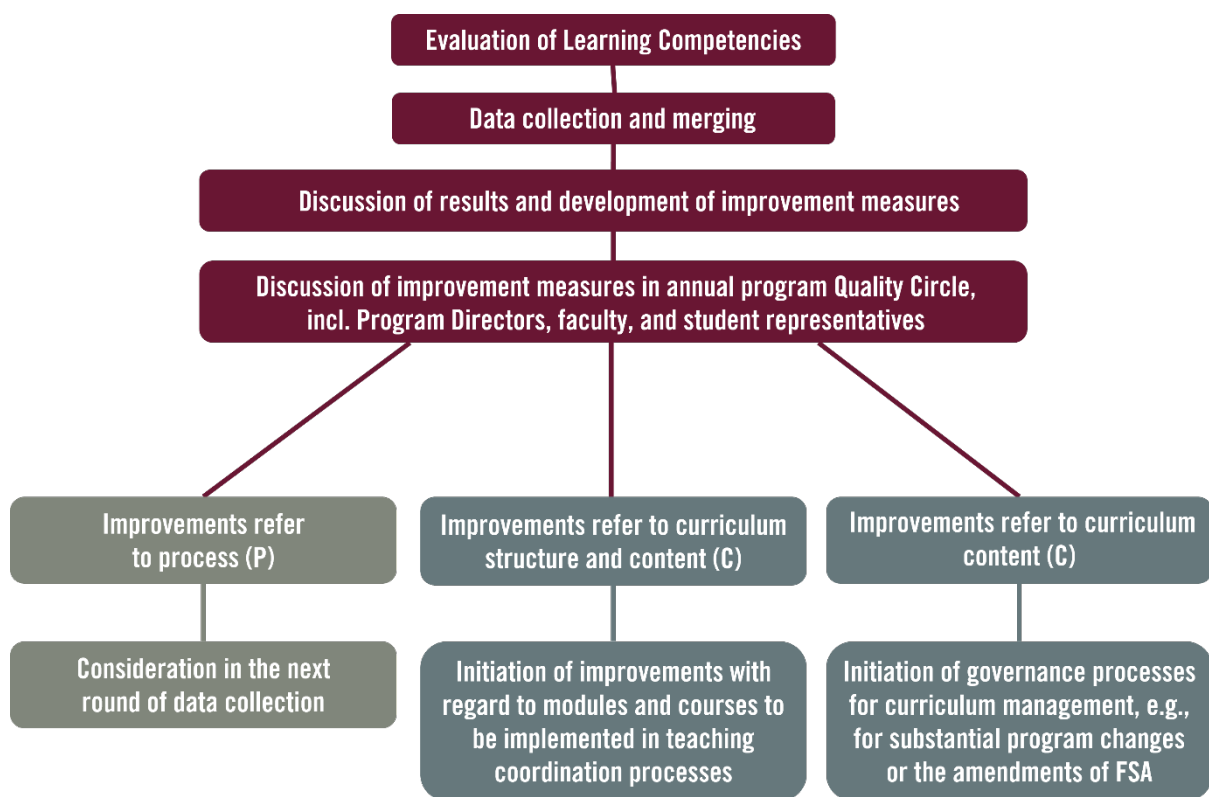 Evaluation of Learning Competencies
Data collection and merging
Discussion of results and development of improvement measures
Discussion of improvement measures in annual program Quality Circle,
incl. Program Directors, faculty, and student representatives
Improvements refer
to process (P)
Consideration in the next
round of data collection
Improvements refer to curriculum
structure and content (C)
Initiation of improvements with
regard to modules and courses to
be implemented in teaching
coordination processes
Improvements refer to curriculum
content (C)
Initiation of governance processes
for curriculum management, e.g.,
for substantial program changes
or the amendments of FSA